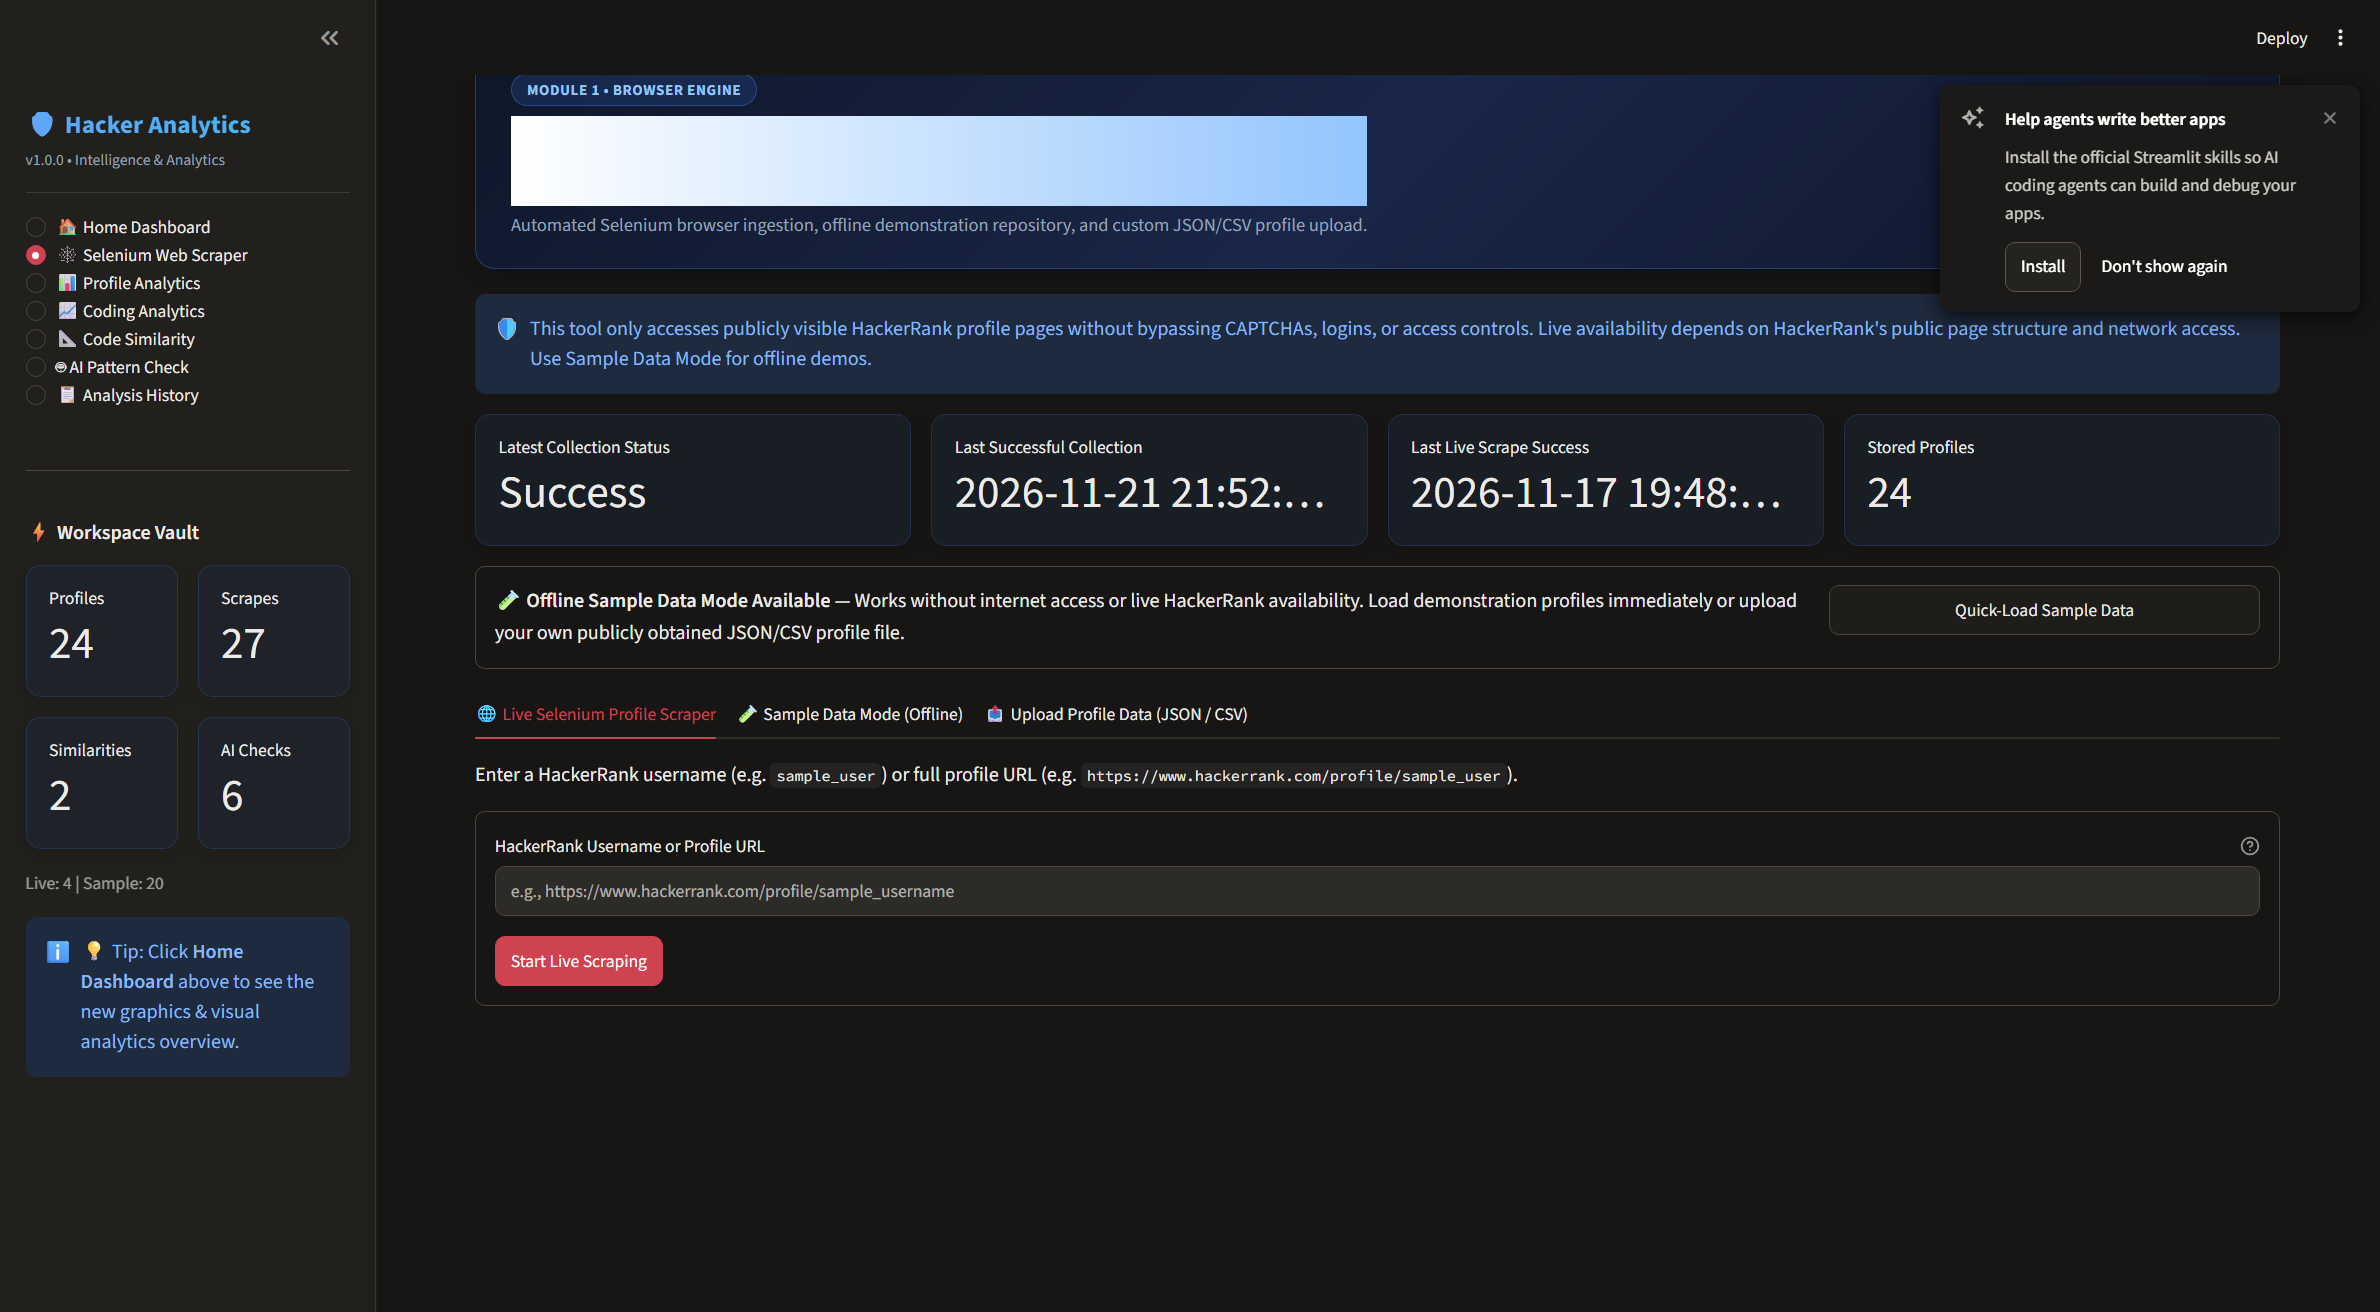 Deploy
Hacker Analytics
v1.0.0 • Intelligence & Analytics
Home Dashboard
Selenium Web Scraper
Profile Analytics
Coding Analytics
Code Similarity
AI Pattern Check
Analysis History
Workspace Vault
Profiles
24
Scrapes
27
Similarities
2
AI Checks
6
Live: 4 | Sample: 20
Tip: Click Home
Dashboard above to see the
new graphics & visual
analytics overview.
MODULE 1 • BROWSER ENGINE
Automated Selenium browser ingestion, offline demonstration repository, and custom JSON/CSV profile upload.
Help agents write better apps
Install the official Streamlit skills so AI
coding agents can build and debug your
apps.
Install
Don't show again
This tool only accesses publicly visible HackerRank profile pages without bypassing CAPTCHAs, logins, or access controls. Live availability depends on HackerRank's public page structure and network access.
Use Sample Data Mode for offline demos.
Latest Collection Status
Success
Last Successful Collection
2026-11-21 21:52:...
Last Live Scrape Success
2026-11-17 19:48:...
Stored Profiles
24
Offline Sample Data Mode Available — Works without internet access or live HackerRank availability. Load demonstration profiles immediately or upload
your own publicly obtained JSON/CSV profile file.
Quick-Load Sample Data
Live Selenium Profile Scraper
Sample Data Mode (Offline)
Upload Profile Data (JSON / CSV)
Enter a HackerRank username (e.g. sample_user) or full profile URL (e.g. https://www.hackerrank.com/profile/sample_user).
HackerRank Username or Profile URL
e.g., https://www.hackerrank.com/profile/sample_username
Start Live Scraping